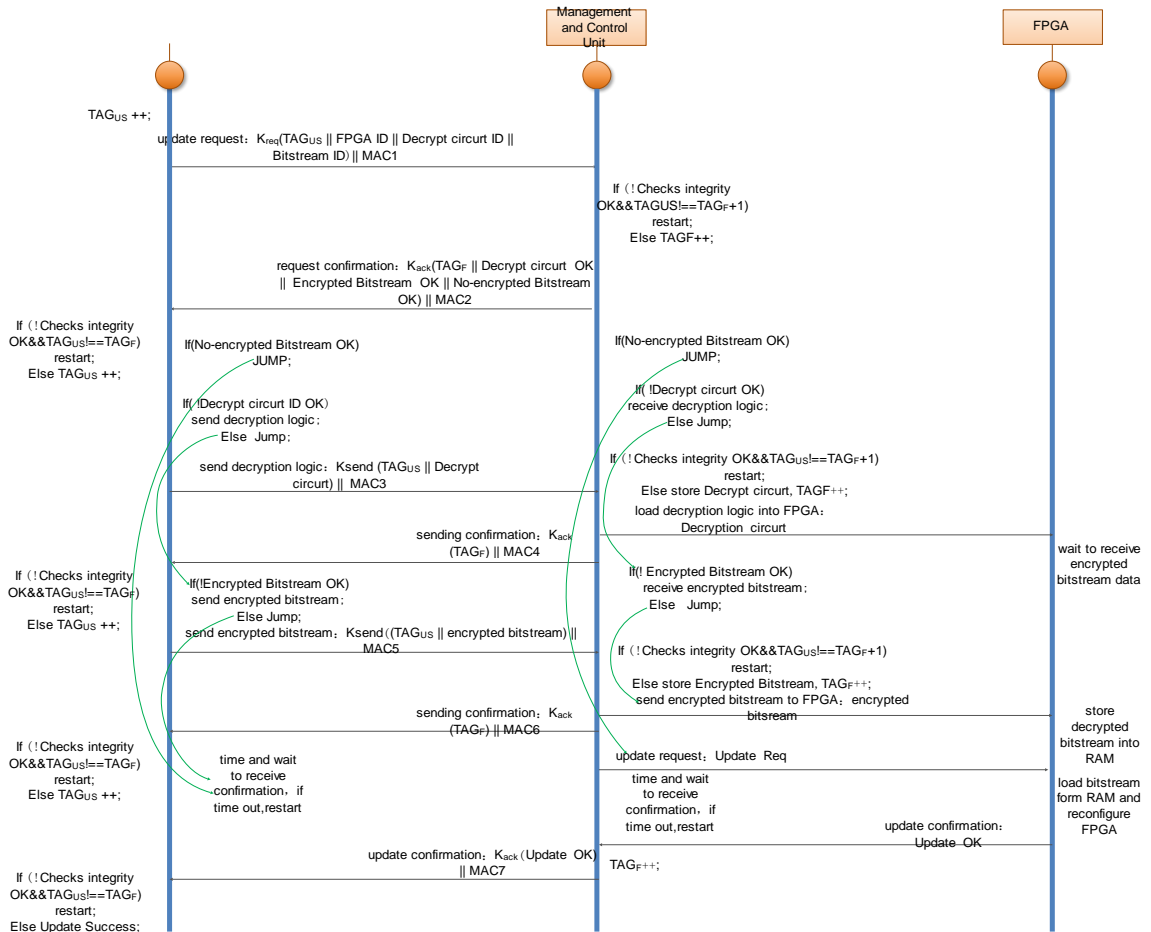 Management
and Control
Unit
FPGA
TAGUS ++;
update request：Kreq(TAGUS || FPGA ID || Decrypt circurt ID ||
Bitstream ID) || MAC1
If（！Checks integrity
OK&&TAGUS!==TAGF+1)
restart;
Else TAGF++;
request confirmation：Kack(TAGF || Decrypt circurt OK
|| Encrypted Bitstream OK || No-encrypted Bitstream
OK) || MAC2
If（！Checks integrity
OK&&TAGUS!==TAGF)
restart;
Else TAGUS ++;
If(No-encrypted Bitstream OK)
JUMP;
If(No-encrypted Bitstream OK)
JUMP;
If( !Decrypt circurt ID OK）
send decryption logic；
Else Jump；
If( !Decrypt circurt OK)
receive decryption logic；
Else Jump;
send decryption logic：Ksend (TAGUS || Decrypt
circurt) || MAC3
If（！Checks integrity OK&&TAGUS!==TAGF+1)
restart;
Else store Decrypt circurt, TAGF++;
load decryption logic into FPGA：
Decryption circurt
sending confirmation：Kack
(TAGF) || MAC4
wait to receive
encrypted
bitstream data
If（！Checks integrity
OK&&TAGUS!==TAGF)
restart;
Else TAGUS ++;
If(!Encrypted Bitstream OK)
send encrypted bitstream；
Else Jump;
If(! Encrypted Bitstream OK)
receive encrypted bitstream；
Else Jump;
send encrypted bitstream：Ksend（(TAGUS || encrypted bitstream) ||
MAC5
If（！Checks integrity OK&&TAGUS!==TAGF+1)
restart;
Else store Encrypted Bitstream, TAGF++;
send encrypted bitstream to FPGA：encrypted
bitsream
sending confirmation：Kack
(TAGF) || MAC6
store
decrypted
bitstream into
RAM
If（！Checks integrity
OK&&TAGUS!==TAGF)
restart;
Else TAGUS ++;
time and wait
to receive
confirmation，if
time out,restart
update request：Update Req
time and wait
to receive
confirmation，if
time out,restart
load bitstream
form RAM and
reconfigure
FPGA
update confirmation：
Update OK
update confirmation：Kack（Update OK)
|| MAC7
TAGF++;
If（！Checks integrity
OK&&TAGUS!==TAGF)
restart;
Else Update Success;